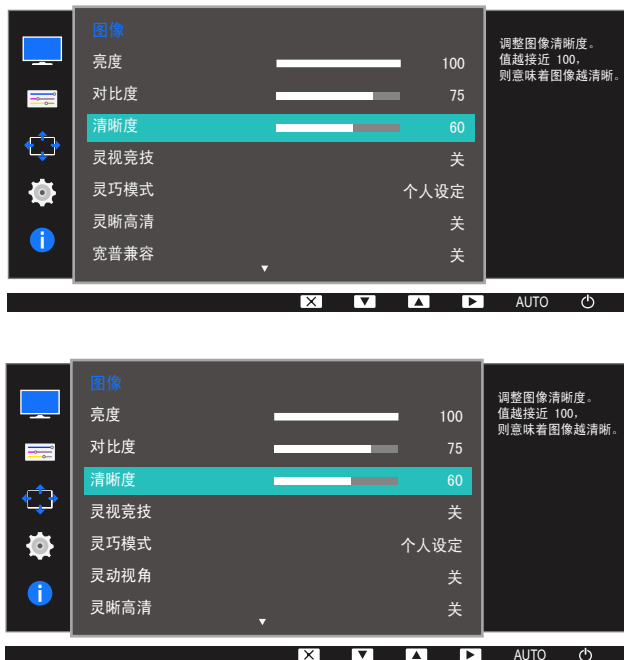 图像
亮度 100
对比度 75
清晰度 60
灵视竞技 关
灵巧模式 个人设定
灵晰高清 关
宽普兼容 关
调整图像清晰度。
值越接近 100,
则意味着图像越清晰.
AUTO
图像
亮度 100
对比度 75
清晰度 60
灵视竞技 关
灵巧模式 个人设定
灵动视角 关
灵晰高清 关
调整图像清晰度。
值越接近 100,
则意味着图像越清晰.
AUTO